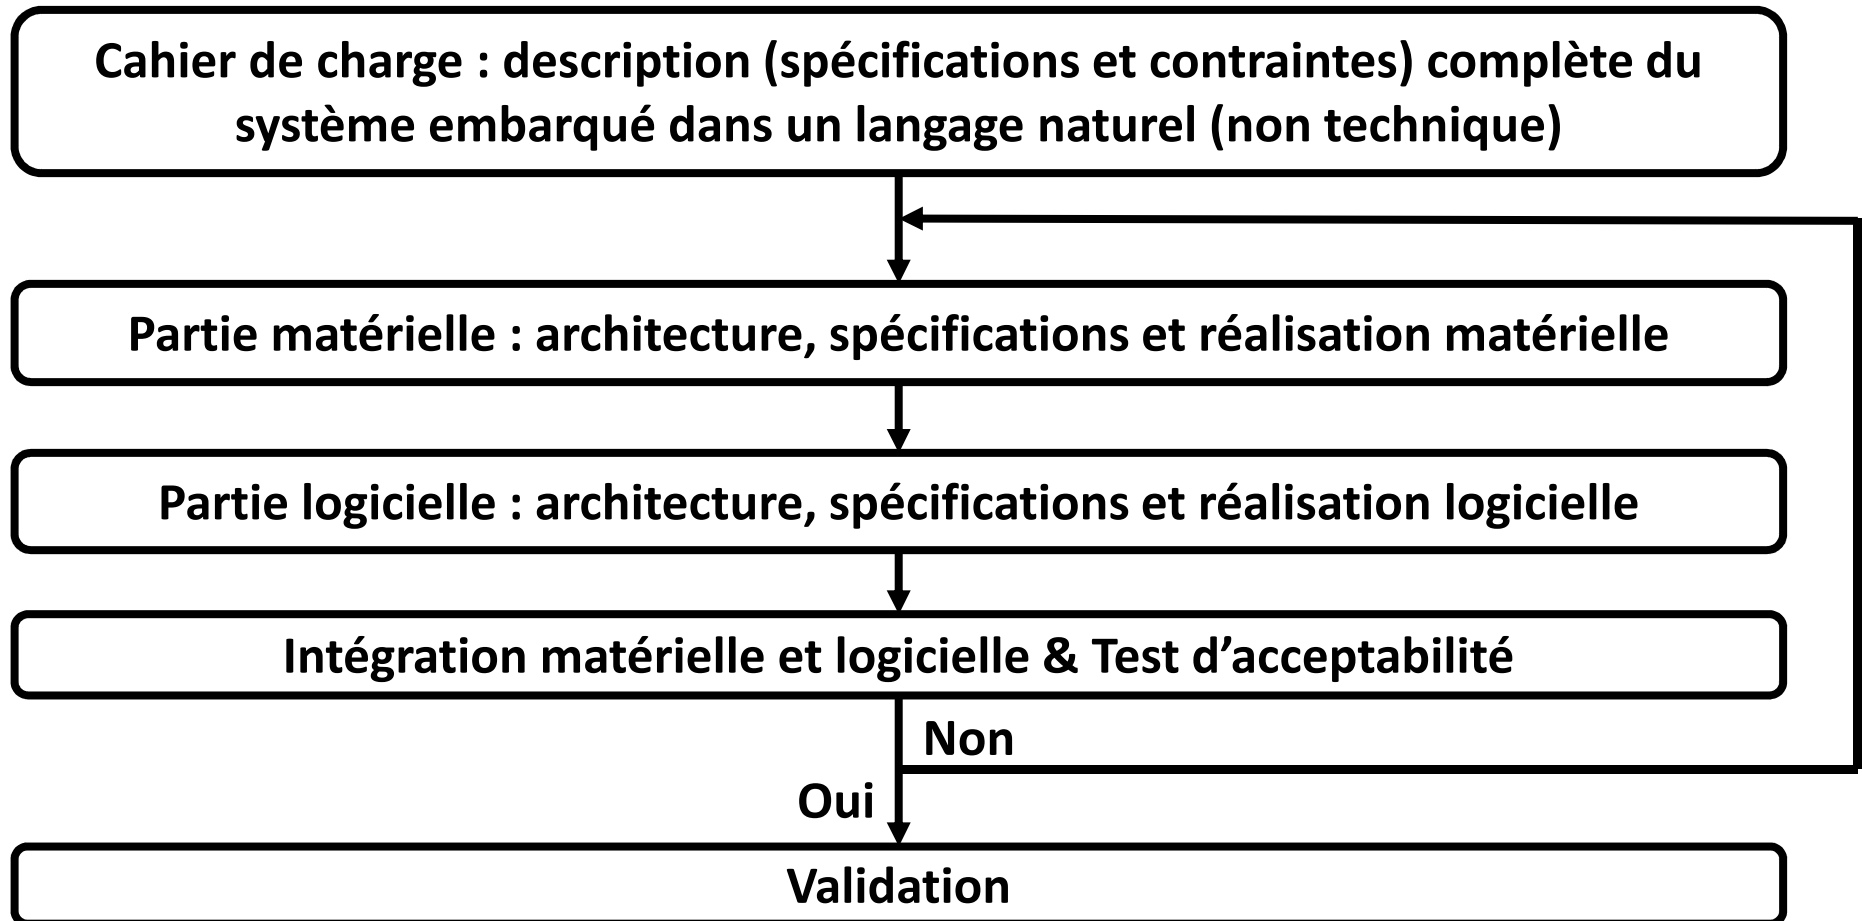 Cahier de charge : description (spécifications et contraintes) complète du
système embarqué dans un langage naturel (non technique)
Partie matérielle : architecture, spécifications et réalisation matérielle
Partie logicielle : architecture, spécifications et réalisation logicielle
Intégration matérielle et logicielle & Test d’acceptabilité
Non
Oui
Validation